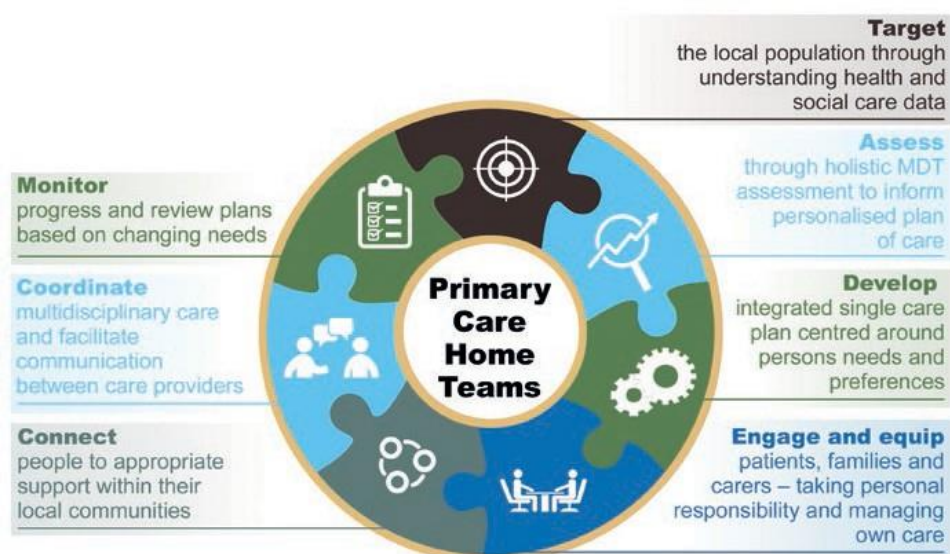 Target
the local population through
understanding health and
social care data
Assess
through holistic MDT
assessment to inform
personalised plan
of care
Develop
integrated single care
plan centred around
persons needs and
preferences
Engage and equip
patients, families and
carers – taking personal
responsibility and managing
own care
Connect
people to appropriate
support within their
local communities
Coordinate
multidisciplinary care
and facilitate
communication
between care providers
Monitor
progress and review plans
based on changing needs
Primary
Care
Home
Teams